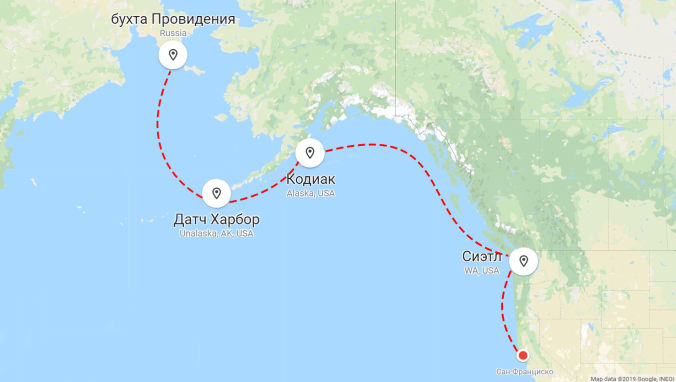 бухта Провидения
Russia
Кодиак
Alaska, USA
Датч Харбор
Unalaska, AK, USA
Сиэтл
WA, USA
Сан-Франциско
Map data ©2019 Google, INEGI